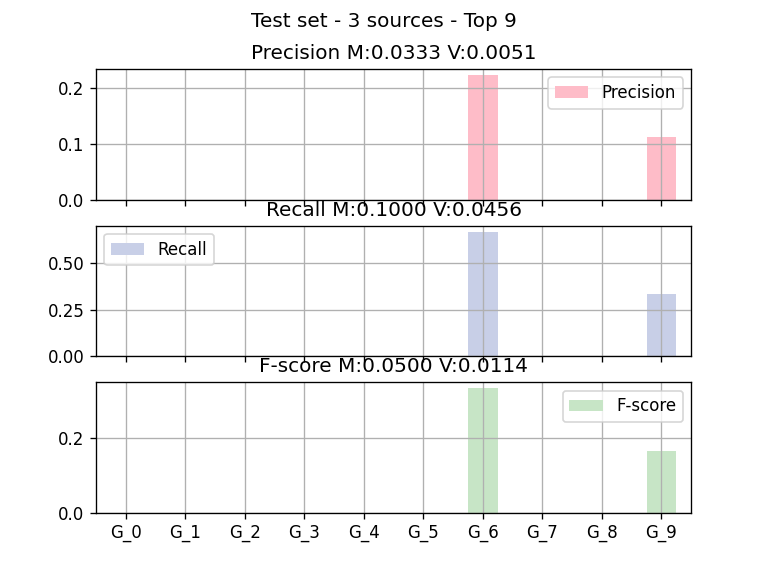 Test set - 3 sources - Top 9
Precision M:0.0333 V:0.0051
0.2
0.1
0.0
Precision
Recall M:0.1000 V:0.0456
0.50
0.25
0.00
Recall
F-score M:0.0500 V:0.0114
0.2
0.0
F-score
G_0 G_1 G_2 G_3 G_4 G_5 G_6 G_7 G_8 G_9